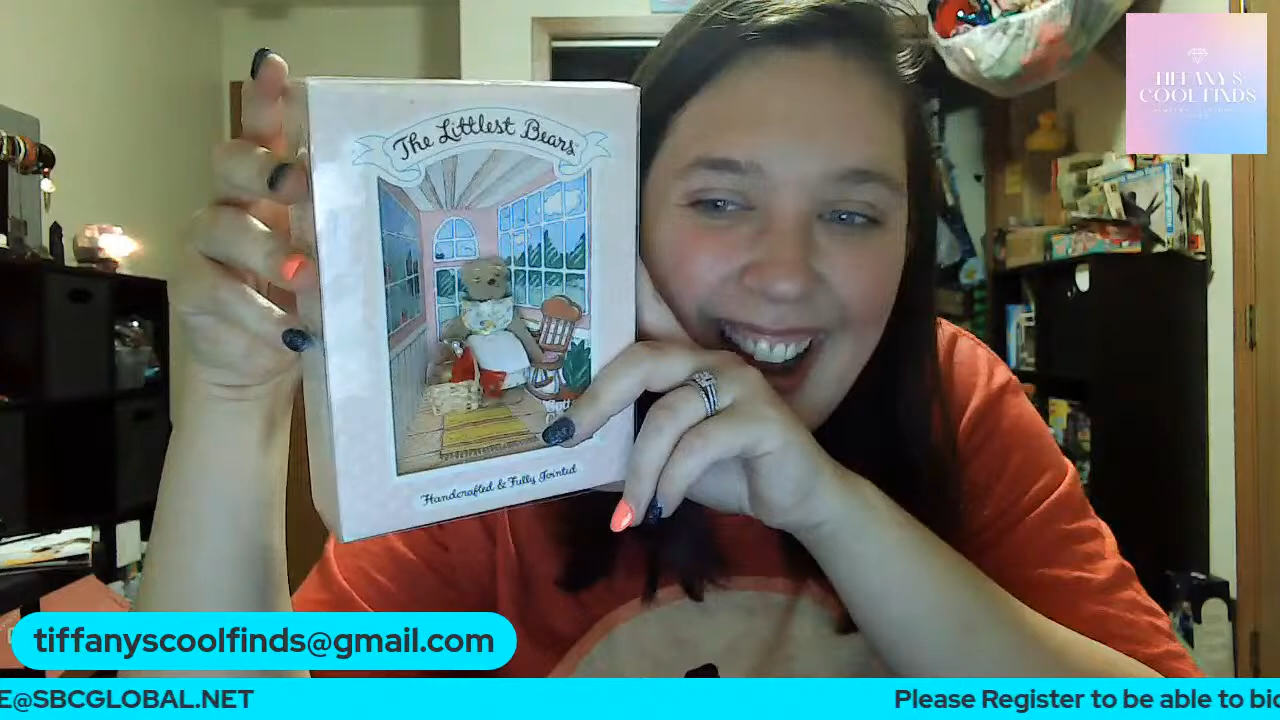 The Littlest Bears
Handcrafted & Fully Jointed
TIFFANY'S
COOL FINDS
tiffanyscoolfinds@gmail.com
E@SBCGLOBAL.NET
Please Register to be able to bid